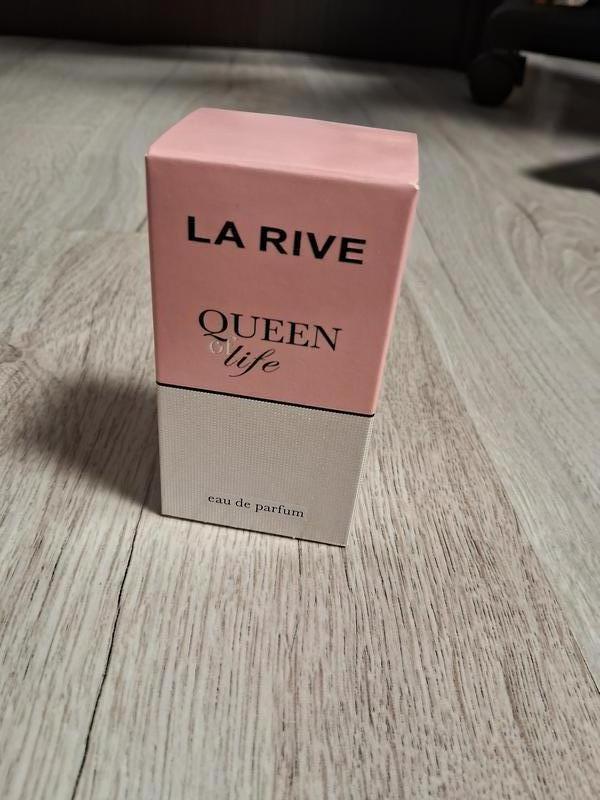 LA RIVE
QUEEN
OF life
eau de parfum